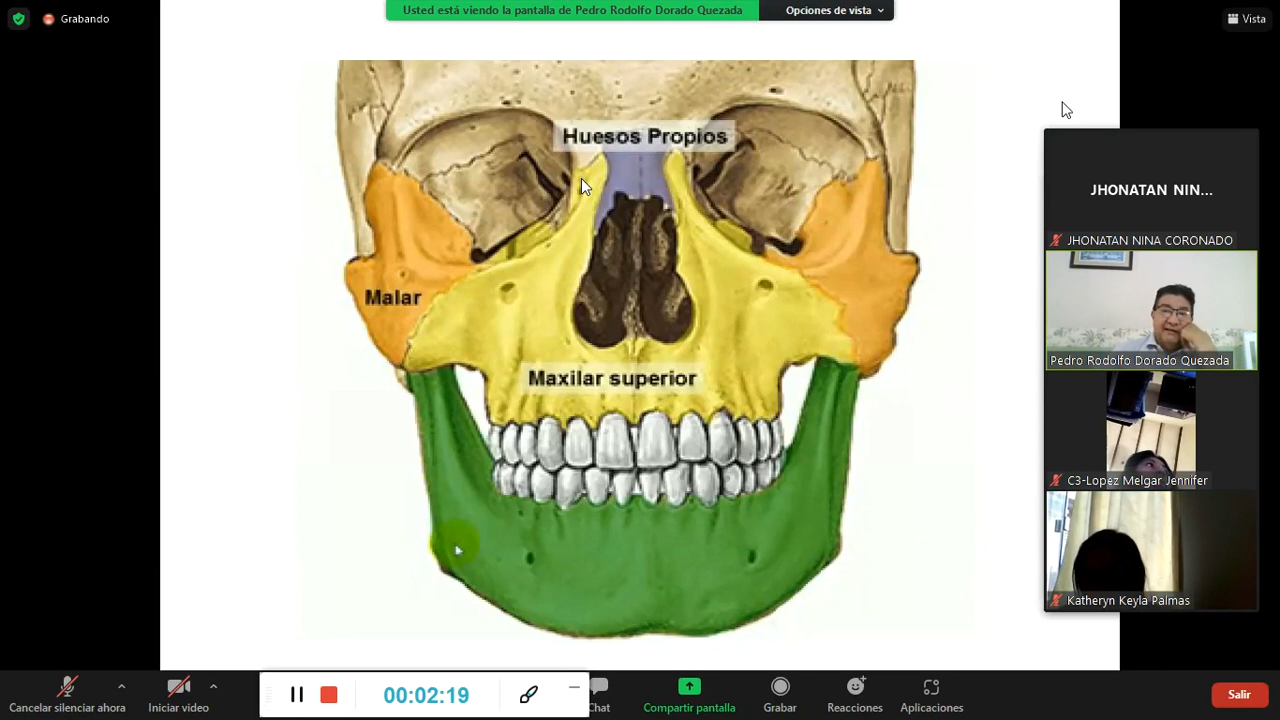 Grabando
Usted está viendo la pantalla de Pedro Rodolfo Dorado Quezada
Opciones de vista
Vista
Huesos Propios
Malar
Maxilar superior
JHONATAN NIN...
JHONATAN NINA CORONADO
Pedro Rodolfo Dorado Quezada
C3-Lopez Melgar Jennifer
Katheryn Keyla Palmas
Cancelar silenciar ahora
Iniciar video
00:02:19
Chat
Compartir pantalla
Grabar
Reacciones
Aplicaciones
Salir